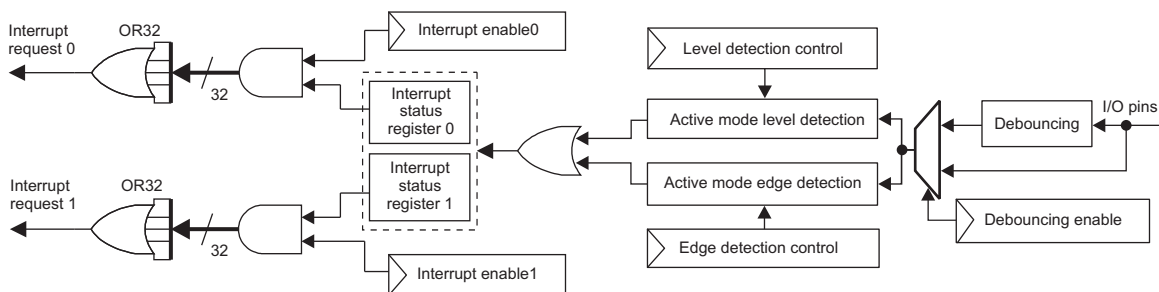 Interrupt
request 0
OR32
32
Interrupt enable0
Interrupt
status
register 0
Level detection control
Active mode level detection
Debouncing
I/O pins
Interrupt
request 1
OR32
32
Interrupt
status
register 1
Interrupt enable1
Active mode edge detection
Edge detection control
Debouncing enable